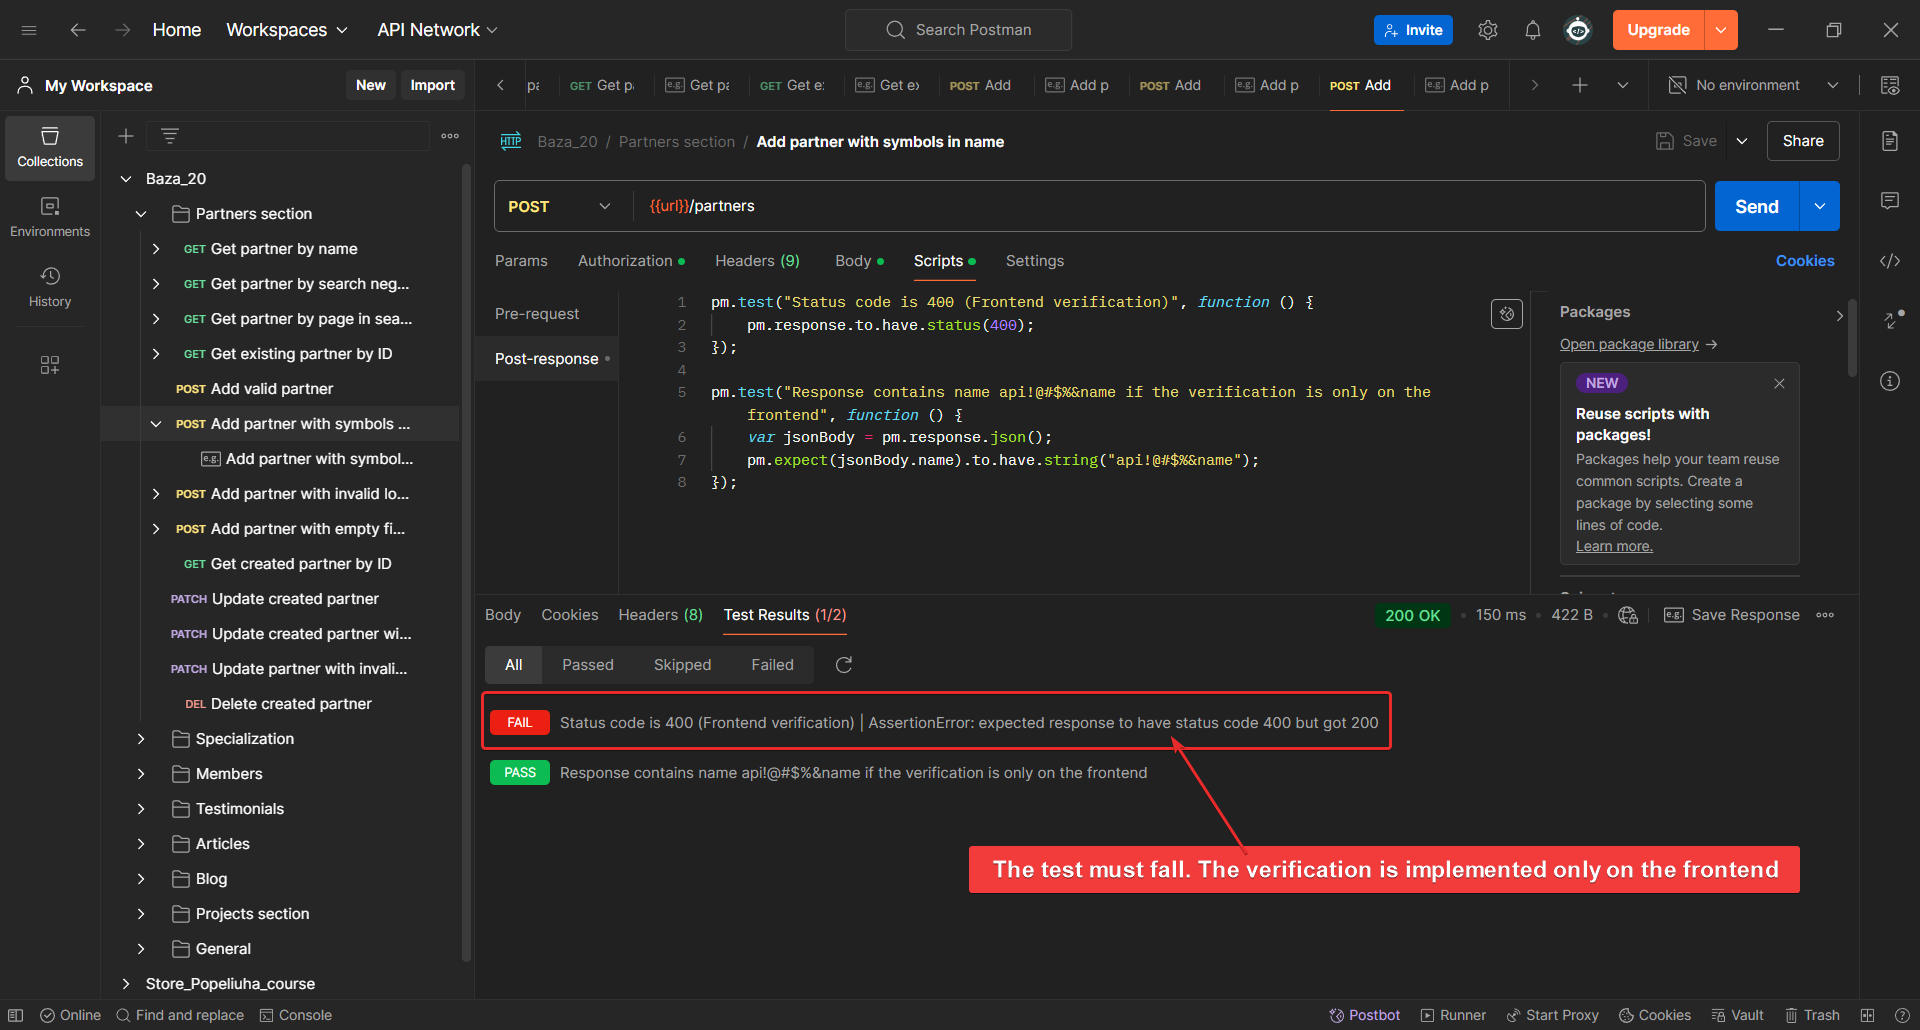 Home Workspaces API Network Search Postman Invite Upgrade
My Workspace New Import
pa GET Get pa e.g. Get pa GET Get e e.g. Get ex POST Add e.g. Add p POST Add e.g. Add p POST Add e.g. Add p No environment
Collections
Environments
History
Baza_20
Partners section
GET Get partner by name
GET Get partner by search neg...
GET Get partner by page in sea...
GET Get existing partner by ID
POST Add valid partner
POST Add partner with symbols ...
e.g. Add partner with symbol...
POST Add partner with invalid lo...
POST Add partner with empty fi...
GET Get created partner by ID
PATCH Update created partner
PATCH Update created partner wi...
PATCH Update partner with invali...
DEL Delete created partner
Specialization
Members
Testimonials
Articles
Blog
Projects section
General
Store_Popeliuha_course
HTTP Baza_20 / Partners section / Add partner with symbols in name Save Share
POST {{url}}/partners Send
Params Authorization Headers (9) Body Scripts Settings Cookies
Pre-request
Post-response
1 pm.test("Status code is 400 (Frontend verification)", function () {
2 pm.response.to.have.status(400);
3 });
4
5 pm.test("Response contains name api!@#$%&name if the verification is only on the
frontend", function () {
6 var jsonBody = pm.response.json();
7 pm.expect(jsonBody.name).to.have.string("api!@#$%&name");
8 });
Packages
Open package library →
NEW
Reuse scripts with
packages!
Packages help your team reuse
common scripts. Create a
package by selecting some
lines of code.
Learn more.
Body Cookies Headers (8) Test Results (1/2) 200 OK 150 ms 422 B e.g. Save Response
All Passed Skipped Failed
FAIL Status code is 400 (Frontend verification) | AssertionError: expected response to have status code 400 but got 200
PASS Response contains name api!@#$%&name if the verification is only on the frontend
The test must fall. The verification is implemented only on the frontend
Online Find and replace Console Postbot Runner Start Proxy Cookies Vault Trash